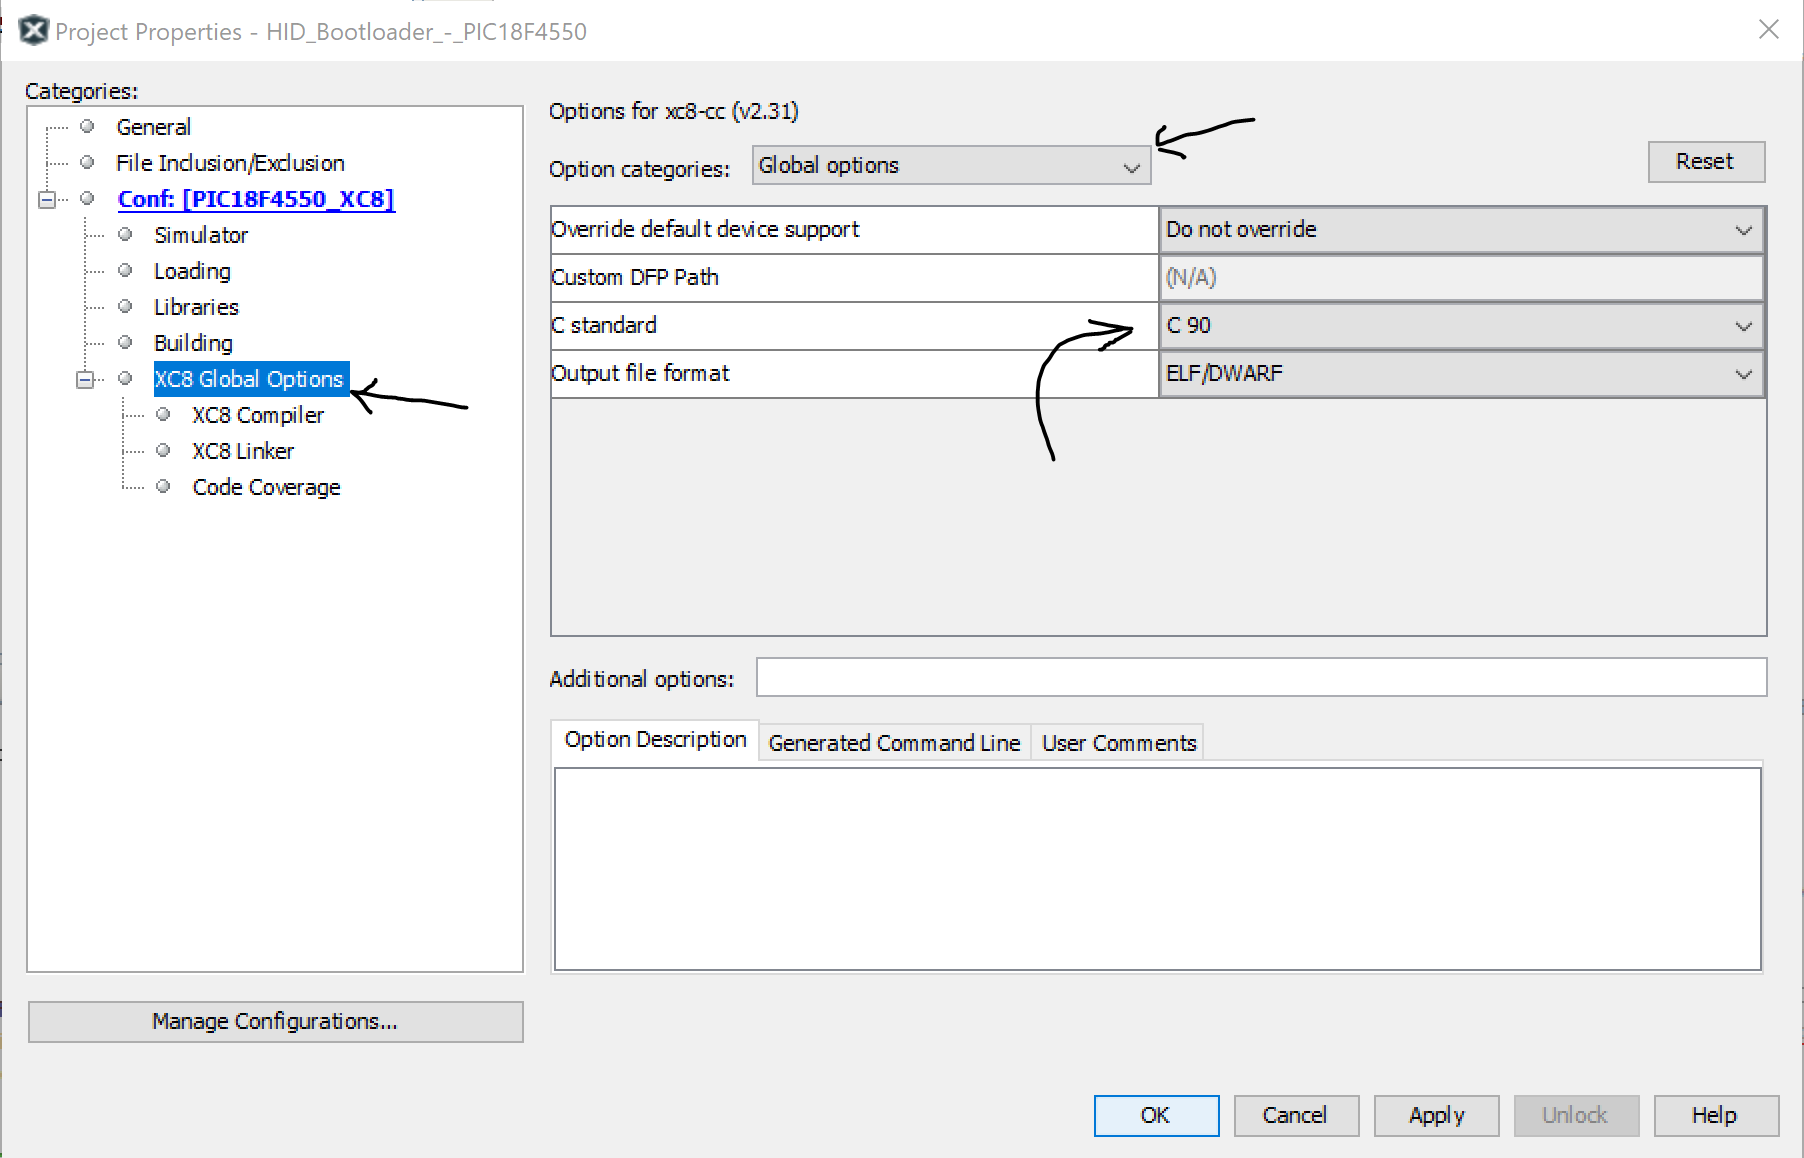 Project Properties - HID_Bootloader_-_PIC18F4550
Categories:
General
File Inclusion/Exclusion
Conf: [PIC18F4550_XC8]
Simulator
Loading
Libraries
Building
XC8 Global Options
XC8 Compiler
XC8 Linker
Code Coverage
Manage Configurations...
Options for xc8-cc (v2.31)
Option categories: Global options
Reset
Override default device support Do not override
Custom DFP Path (N/A)
C standard C 90
Output file format ELF/DWARF
Additional options:
Option Description Generated Command Line User Comments
OK Cancel Apply Unlock Help